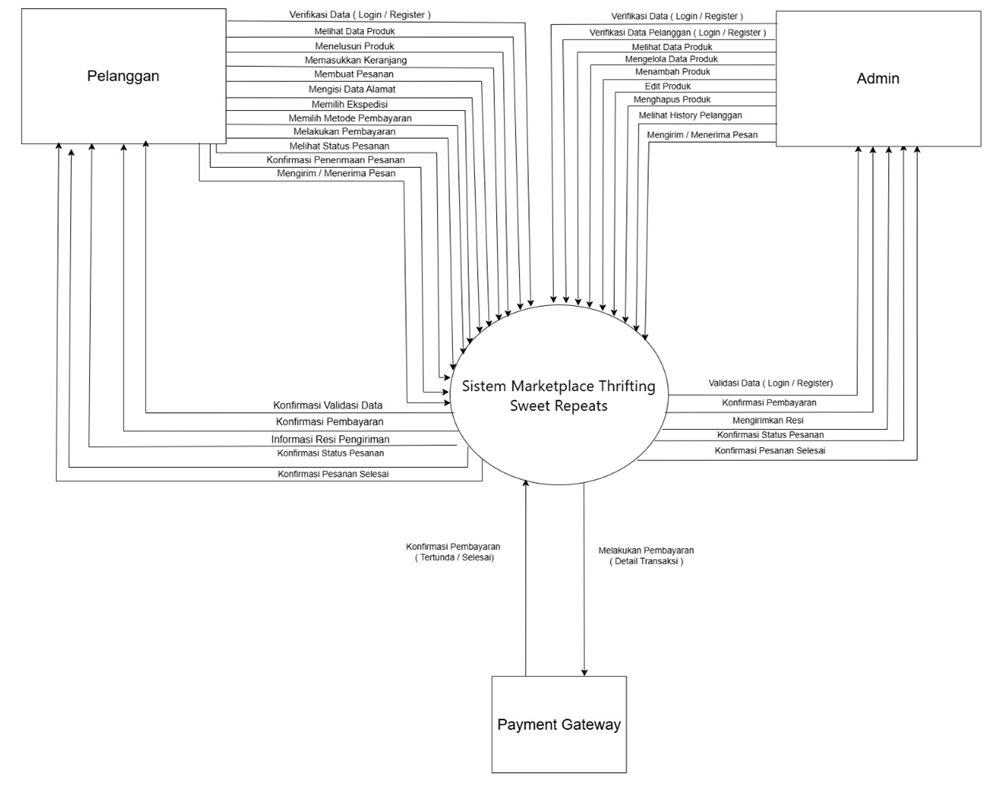 Pelanggan
Verifikasi Data ( Login / Register )
Melihat Data Produk
Menelusuri Produk
Memasukkan Keranjang
Membuat Pesanan
Mengisi Data Alamat
Memilih Ekspedisi
Memilih Metode Pembayaran
Melakukan Pembayaran
Melihat Status Pesanan
Konfirmasi Penerimaan Pesanan
Mengirim / Menerima Pesan
Verifikasi Data ( Login / Register )
Verifikasi Data Pelanggan ( Login / Register )
Melihat Data Produk
Mengelola Data Produk
Menambah Produk
Edit Produk
Menghapus Produk
Melihat History Pelanggan
Mengirim / Menerima Pesan
Admin
Sistem Marketplace Thrifting
Sweet Repeats
Konfirmasi Validasi Data
Konfirmasi Pembayaran
Informasi Resi Pengiriman
Konfirmasi Status Pesanan
Konfirmasi Pesanan Selesai
Validasi Data ( Login / Register)
Konfirmasi Pembayaran
Mengirimkan Resi
Konfirmasi Status Pesanan
Konfirmasi Pesanan Selesai
Konfirmasi Pembayaran
( Tertunda / Selesai)
Melakukan Pembayaran
( Detail Transaksi )
Payment Gateway